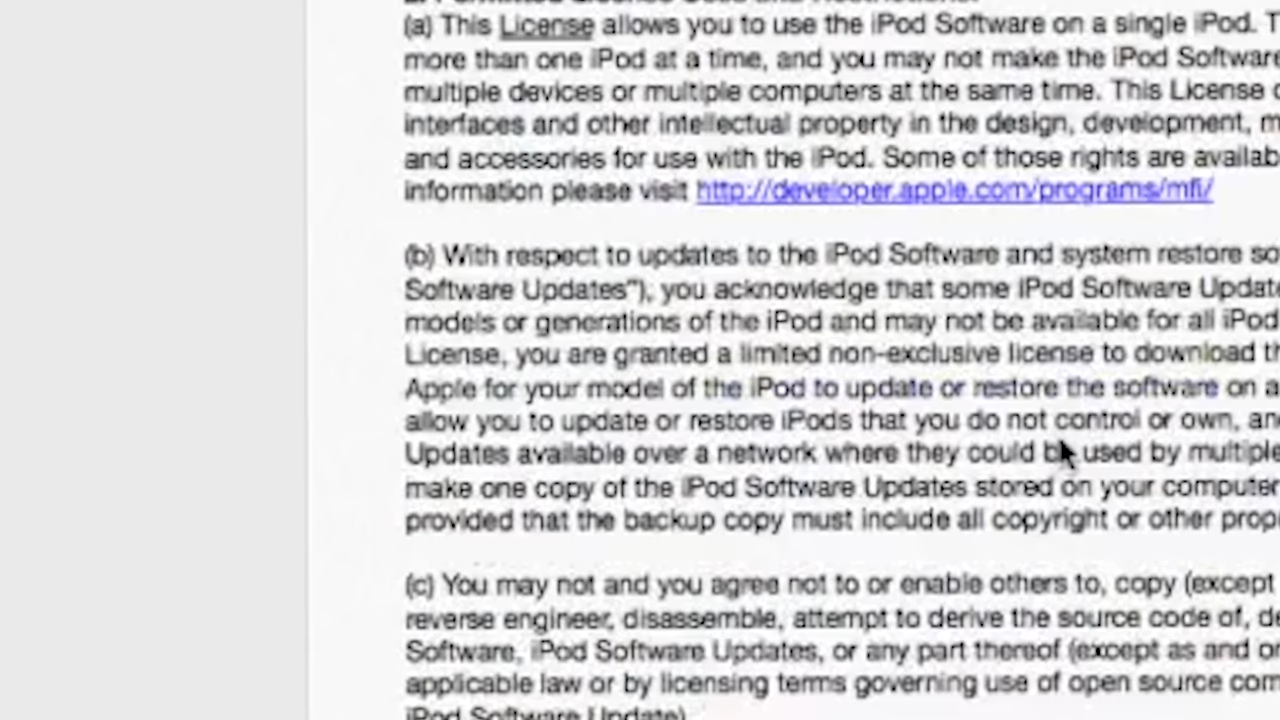 (a) This License allows you to use the iPod Software on a single iPod. T
more than one iPod at a time, and you may not make the iPod Software
multiple devices or multiple computers at the same time. This License
interfaces and other intellectual property in the design, development, m
and accessories for use with the iPod. Some of those rights are availab
information please visit http://developer.apple.com/programs/mfi/
(b) With respect to updates to the iPod Software and system restore so
Software Updates"), you acknowledge that some iPod Software Update
models or generations of the iPod and may not be available for all iPod
License, you are granted a limited non-exclusive license to download th
Apple for your model of the iPod to update or restore the software on a
allow you to update or restore iPods that you do not control or own, an
Updates available over a network where they could be used by multiple
make one copy of the iPod Software Updates stored on your computer
provided that the backup copy must include all copyright or other prop
(c) You may not and you agree not to or enable others to, copy (except
reverse engineer, disassemble, attempt to derive the source code of, de
Software, iPod Software Updates, or any part thereof (except as and on
applicable law or by licensing terms governing use of open source com
iPod Software Update)